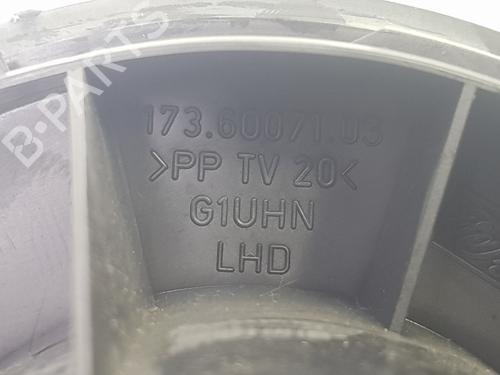 B-PARTS
173.60071.03
>PP TV 20<
G1UHN
LHD